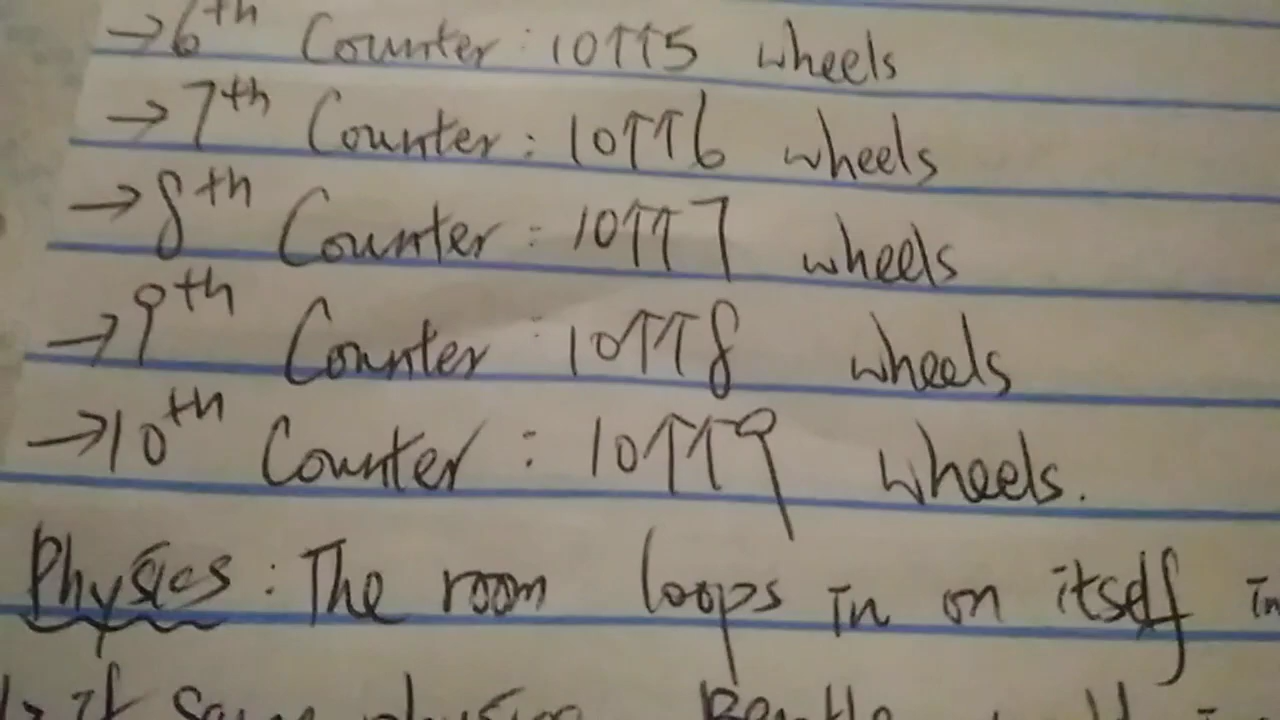 →6th Counter: 10↑↑5 wheels
→7th Counter: 10↑↑6 wheels
→8th Counter: 10↑↑7 wheels
→9th Counter: 10↑↑8 wheels
→10th Counter: 10↑↑9 wheels.
Physics: The room loops in on itself in